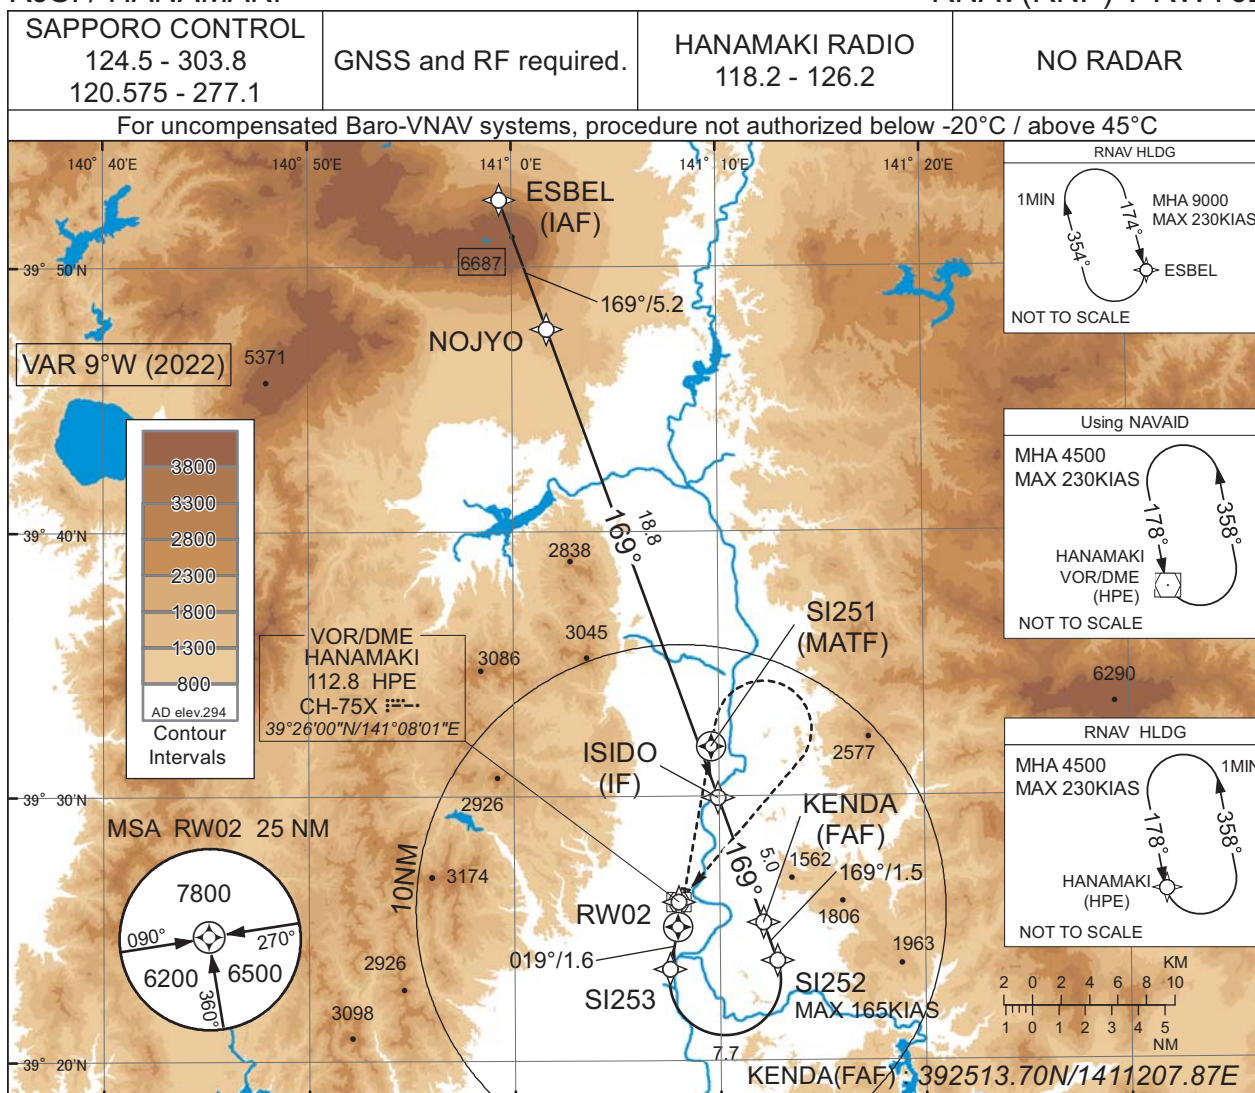 SAPPORO CONTROL
124.5 - 303.8
120.575 - 277.1
GNSS and RF required.
HANAMAKI RADIO
118.2 - 126.2
NO RADAR
For uncompensated Baro-VNAV systems, procedure not authorized below -20°C / above 45°C
140° 40'E
140° 50'E
141° 0'E
141° 10'E
141° 20'E
39° 50'N
39° 40'N
39° 30'N
39° 20'N
ESBEL
(IAF)
6687
169°/5.2
NOJYO
VAR 9°W (2022)
5371
3800
3300
2800
2300
1800
1300
800
AD elev.294
Contour
Intervals
169°
18.8
2838
3045
3086
VOR/DME
HANAMAKI
112.8 HPE
CH-75X
39°26'00"N/141°08'01"E
SI251
(MATF)
ISIDO
(IF)
2577
2926
KENDA
(FAF)
169°
5.0
1562
169°/1.5
1806
1963
10NM
3174
RW02
019°/1.6
SI253
SI252
MAX 165KIAS
7.7
2926
3098
MSA RW02 25 NM
7800
090°
270°
6200
6500
360°
RNAV HLDG
1MIN
MHA 9000
MAX 230KIAS
174°
354°
ESBEL
NOT TO SCALE
Using NAVAID
MHA 4500
MAX 230KIAS
178°
358°
HANAMAKI
VOR/DME
(HPE)
NOT TO SCALE
6290
RNAV HLDG
MHA 4500
MAX 230KIAS
1MIN
178°
358°
HANAMAKI
(HPE)
NOT TO SCALE
KM
2 0 2 4 6 8 10
1 0 1 2 3 4 5
NM
KENDA(FAF) : 392513.70N/1411207.87E